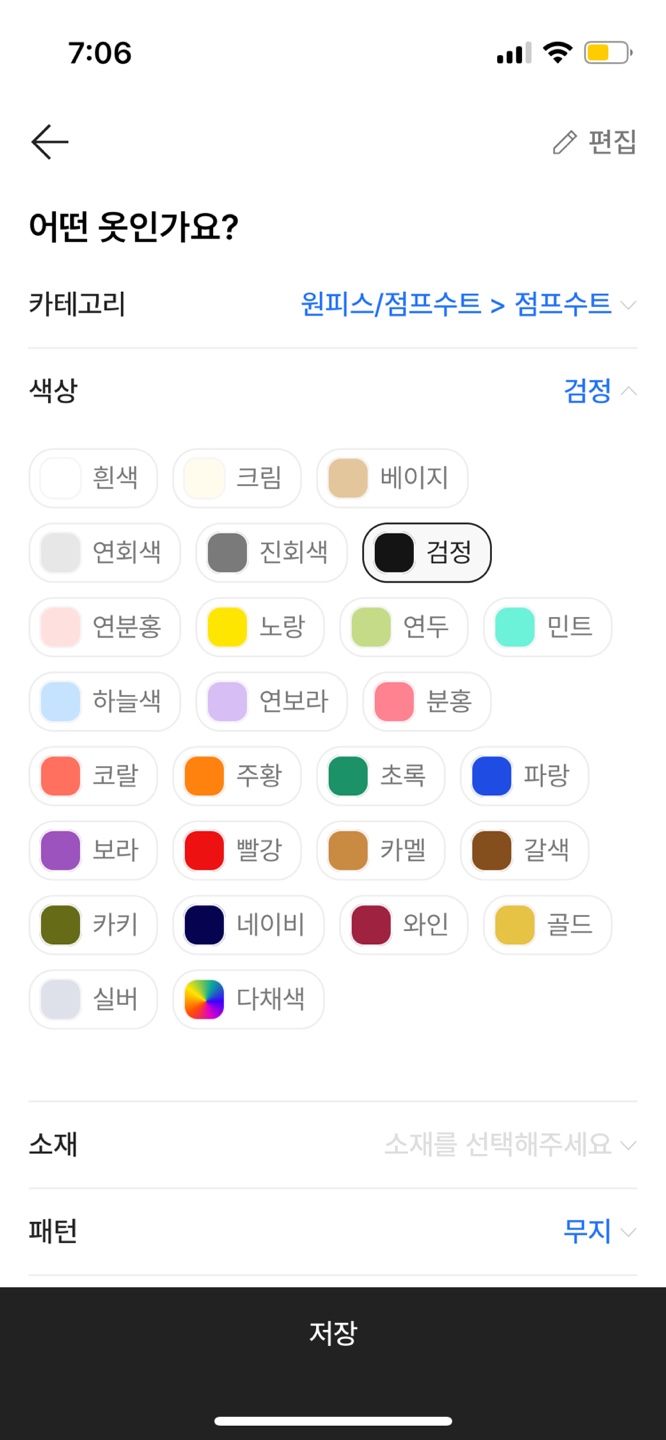 7:06
편집
어떤 옷인가요?
카테고리 원피스/점프수트 > 점프수트
색상 검정
흰색 크림 베이지
연회색 진회색 검정
연분홍 노랑 연두 민트
하늘색 연보라 분홍
코랄 주황 초록 파랑
보라 빨강 카멜 갈색
카키 네이비 와인 골드
실버 다채색
소재 소재를 선택해주세요
패턴 무지
저장